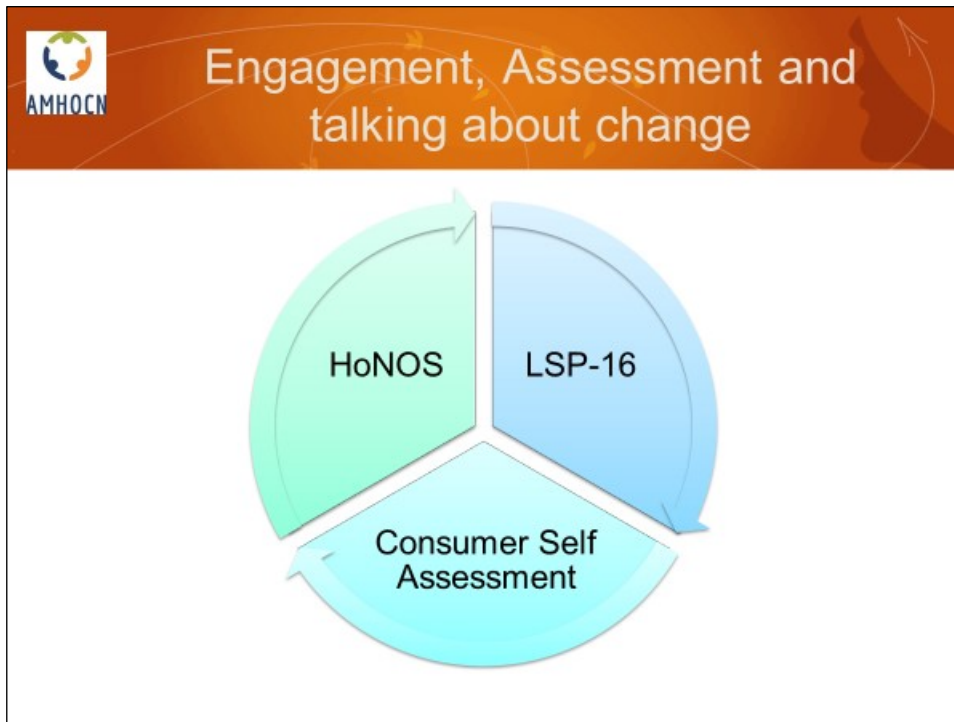 AMHOCN
Engagement, Assessment and
talking about change
HoNOS
LSP-16
Consumer Self
Assessment